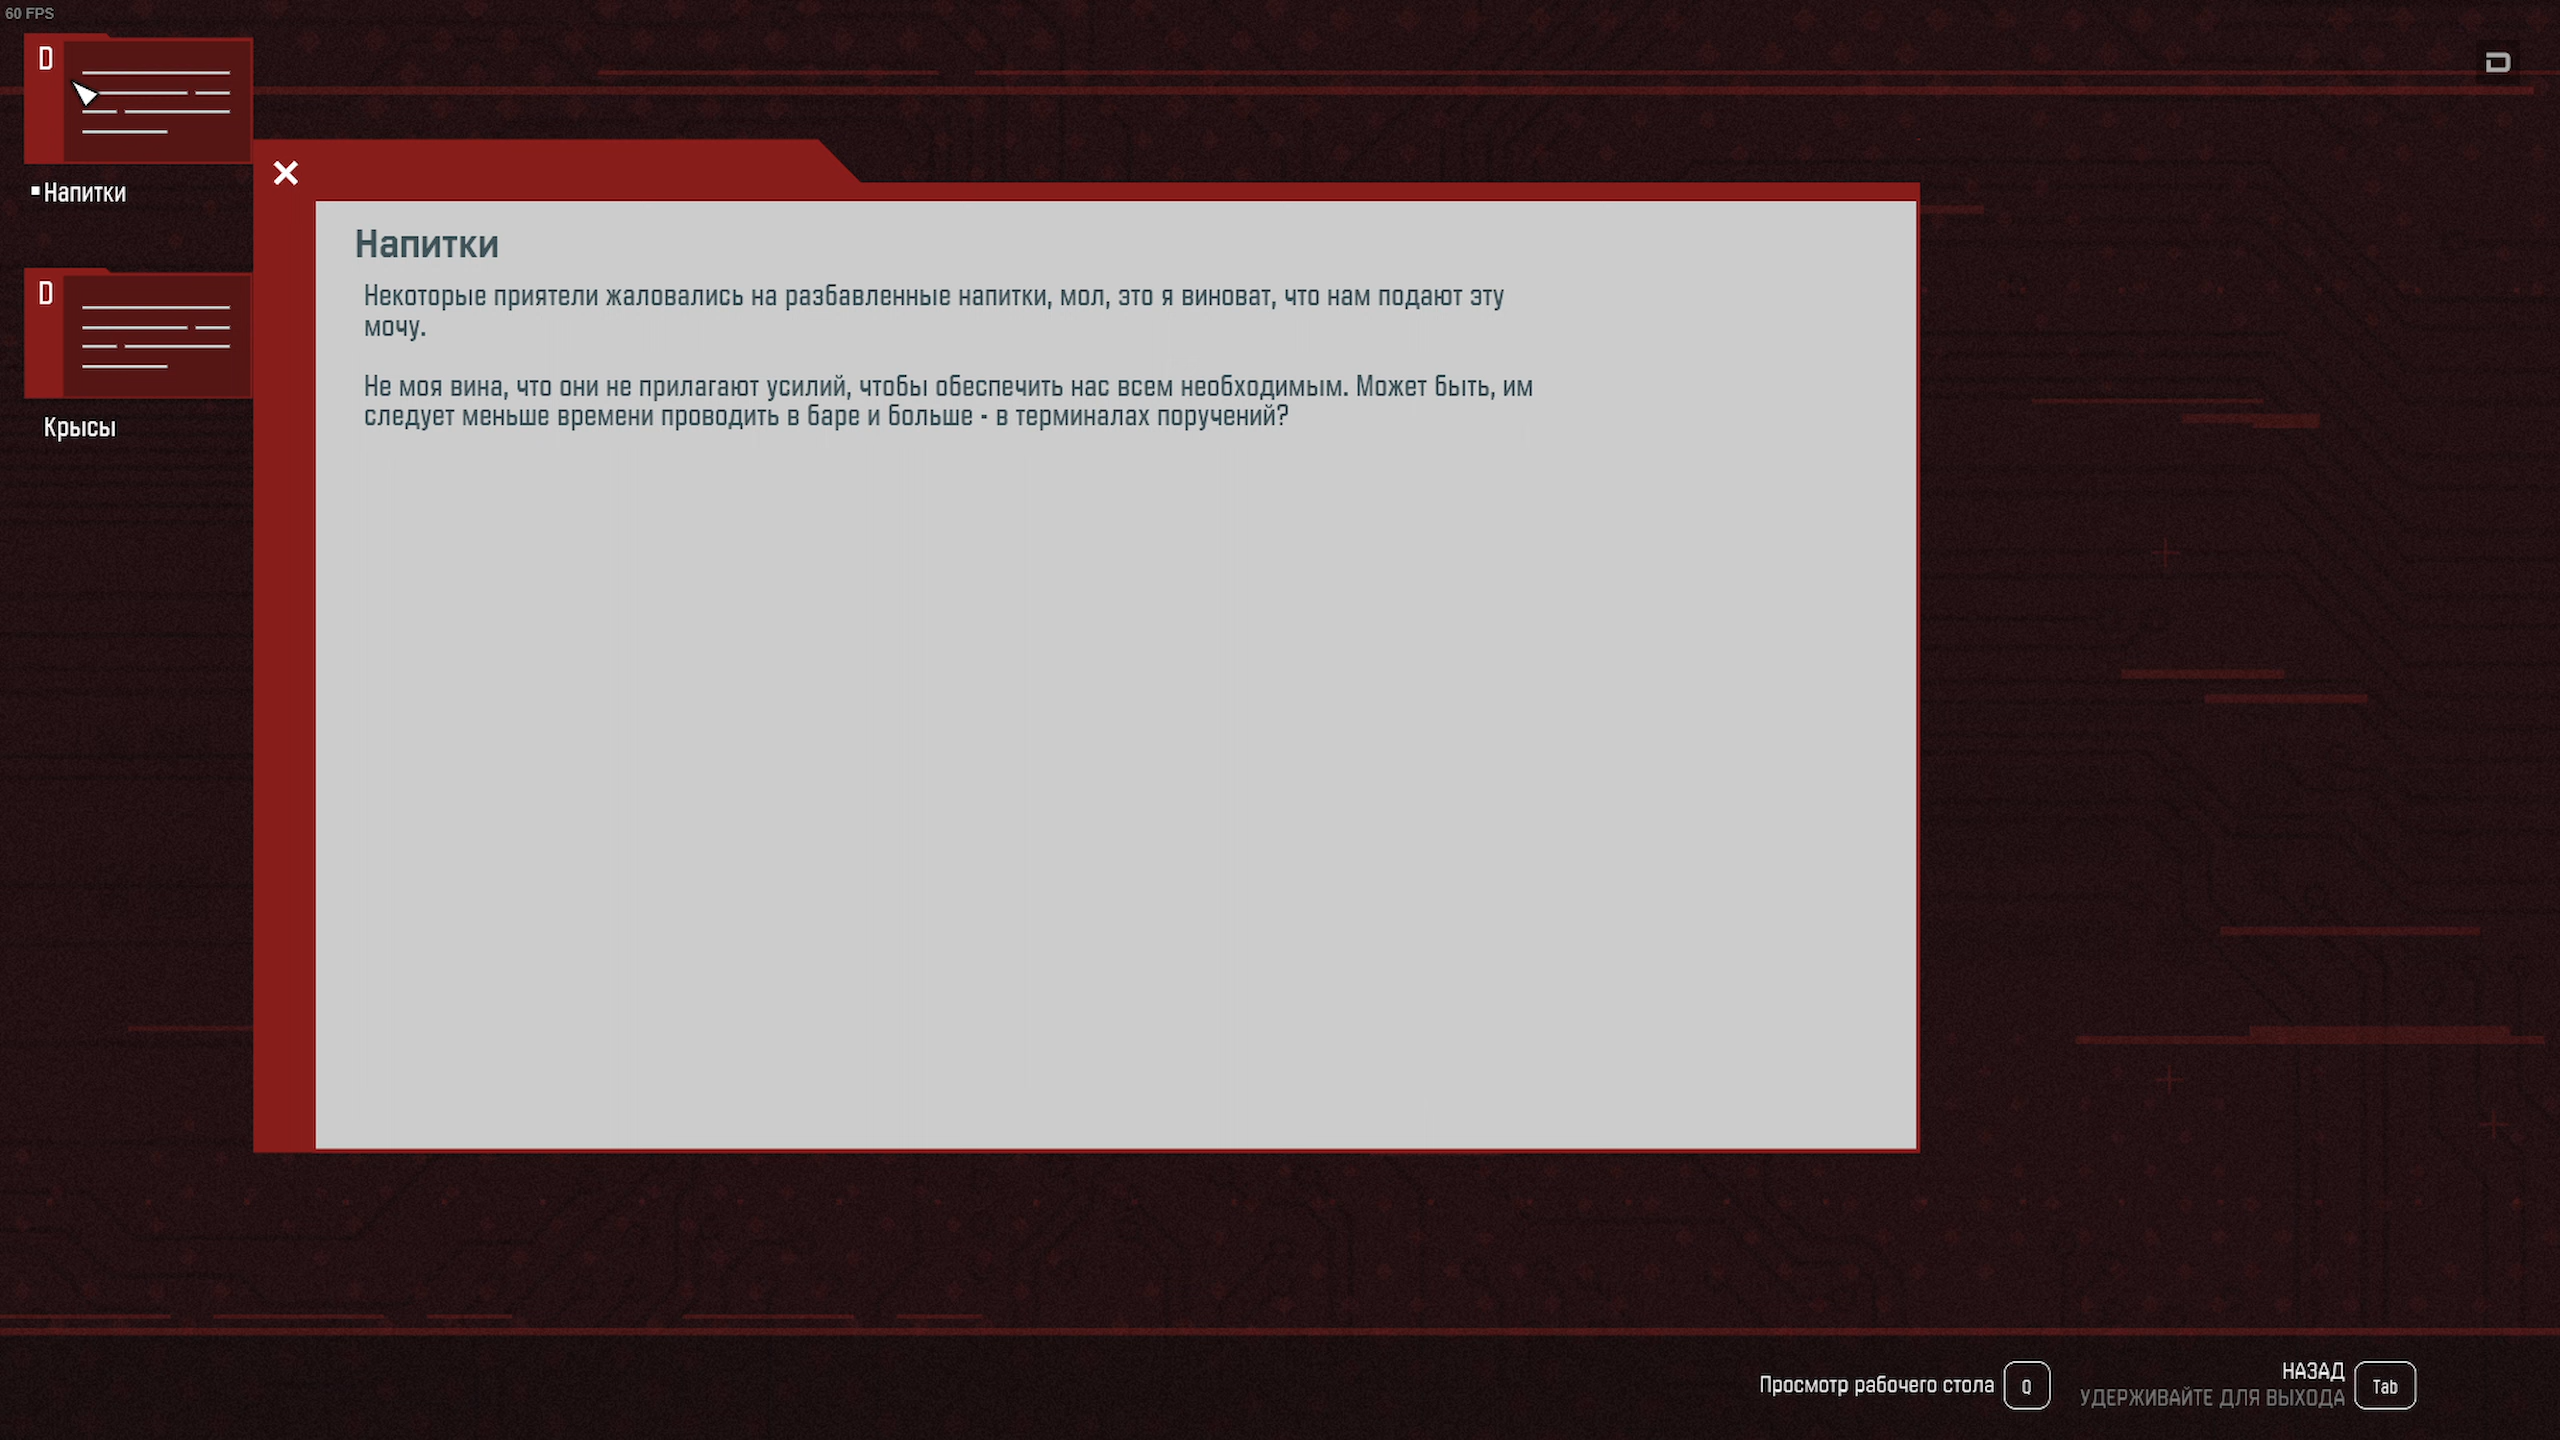 60 FPS
D
Напитки
D
Крысы
Напитки
Некоторые приятели жаловались на разбавленные напитки, мол, это я виноват, что нам подают эту
мочу.
Не моя вина, что они не прилагают усилий, чтобы обеспечить нас всем необходимым. Может быть, им
следует меньше времени проводить в баре и больше - в терминалах поручений?
Просмотр рабочего стола Q
НАЗАД
УДЕРЖИВАЙТЕ ДЛЯ ВЫХОДА Tab